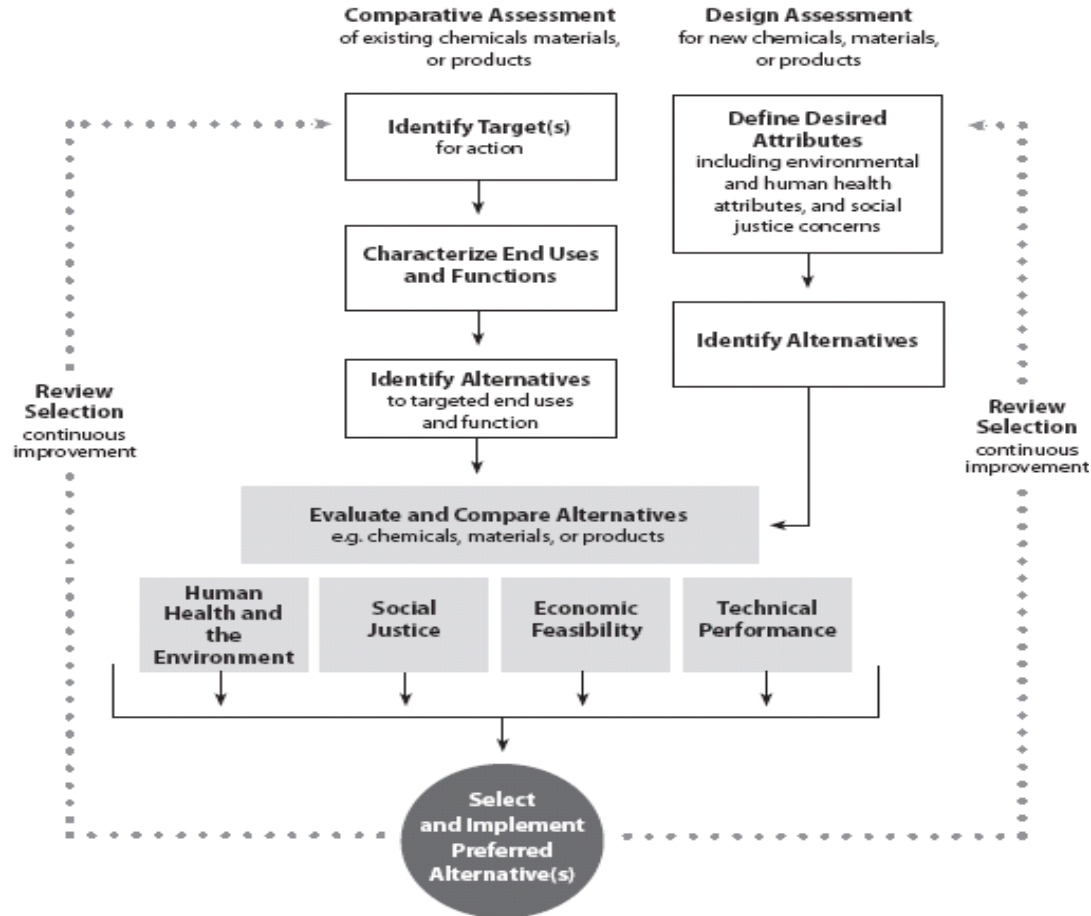 Comparative Assessment
of existing chemicals materials,
or products
Design Assessment
for new chemicals, materials,
or products
Identify Target(s)
for action
Define Desired
Attributes
including environmental
and human health
attributes, and social
justice concerns
Characterize End Uses
and Functions
Identify Alternatives
Identify Alternatives
to targeted end uses
and function
Review
Selection
continuous
improvement
Review
Selection
continuous
improvement
Evaluate and Compare Alternatives
e.g. chemicals, materials, or products
Human
Health and
the
Environment
Social
Justice
Economic
Feasibility
Technical
Performance
Select
and Implement
Preferred
Alternative(s)